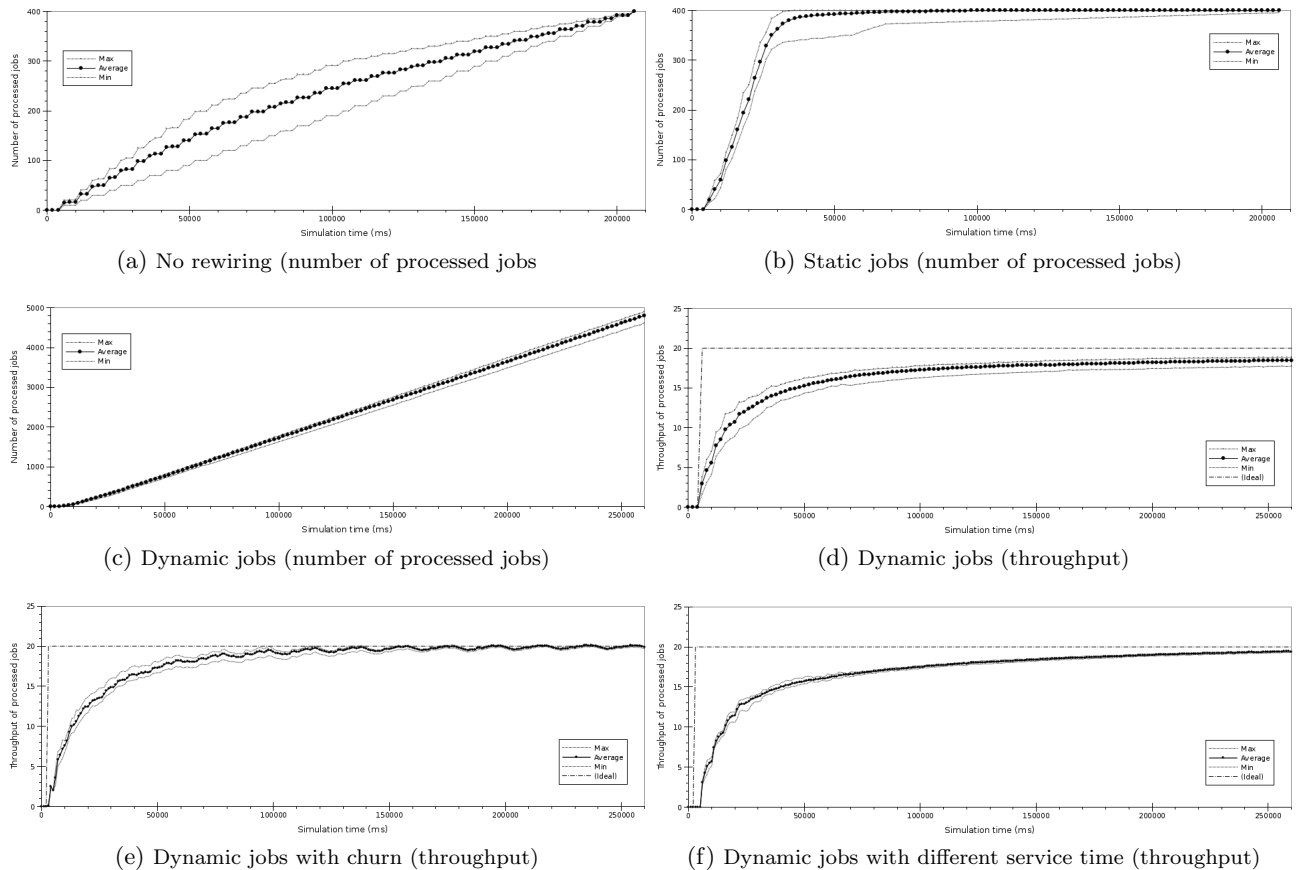 400
300
200
100
0
Number of processed jobs
Max
Average
Min
0
50000
100000
150000
200000
Simulation time (ms)
(a) No rewiring (number of processed jobs
400
300
200
100
0
Number of processed jobs
Max
Average
Min
0
50000
100000
150000
200000
Simulation time (ms)
(b) Static jobs (number of processed jobs)
5000
4000
3000
2000
1000
0
Number of processed jobs
Max
Average
Min
0
50000
100000
150000
200000
250000
Simulation time (ms)
(c) Dynamic jobs (number of processed jobs)
25
20
15
10
5
0
Throughput of processed jobs
Max
Average
Min
(Ideal)
0
50000
100000
150000
200000
250000
Simulation time (ms)
(d) Dynamic jobs (throughput)
25
20
15
10
5
0
Throughput of processed jobs
Max
Average
Min
(Ideal)
0
50000
100000
150000
200000
250000
Simulation time (ms)
(e) Dynamic jobs with churn (throughput)
25
20
15
10
5
0
Throughput of processed jobs
Max
Average
Min
(Ideal)
0
50000
100000
150000
200000
250000
Simulation time (ms)
(f) Dynamic jobs with different service time (throughput)